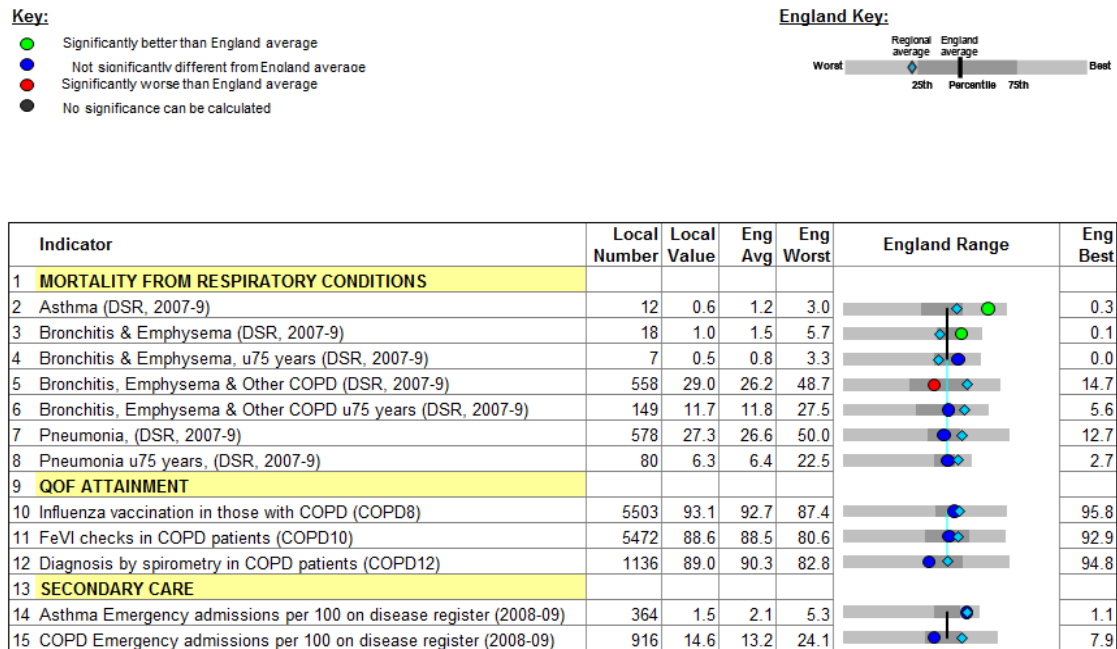 Key:
Significantly better than England average
Not significantly different from England average
Significantly worse than England average
No significance can be calculated
England Key:
Regional average England average
Worst Best
25th Percentile 75th
Indicator Local Number Local Value Eng Avg Eng Worst England Range Eng Best
1 MORTALITY FROM RESPIRATORY CONDITIONS
2 Asthma (DSR, 2007-9) 12 0.6 1.2 3.0 0.3
3 Bronchitis & Emphysema (DSR, 2007-9) 18 1.0 1.5 5.7 0.1
4 Bronchitis & Emphysema, u75 years (DSR, 2007-9) 7 0.5 0.8 3.3 0.0
5 Bronchitis, Emphysema & Other COPD (DSR, 2007-9) 558 29.0 26.2 48.7 14.7
6 Bronchitis, Emphysema & Other COPD u75 years (DSR, 2007-9) 149 11.7 11.8 27.5 5.6
7 Pneumonia, (DSR, 2007-9) 578 27.3 26.6 50.0 12.7
8 Pneumonia u75 years, (DSR, 2007-9) 80 6.3 6.4 22.5 2.7
9 QOF ATTAINMENT
10 Influenza vaccination in those with COPD (COPD8) 5503 93.1 92.7 87.4 95.8
11 FeVI checks in COPD patients (COPD10) 5472 88.6 88.5 80.6 92.9
12 Diagnosis by spirometry in COPD patients (COPD12) 1136 89.0 90.3 82.8 94.8
13 SECONDARY CARE
14 Asthma Emergency admissions per 100 on disease register (2008-09) 364 1.5 2.1 5.3 1.1
15 COPD Emergency admissions per 100 on disease register (2008-09) 916 14.6 13.2 24.1 7.9